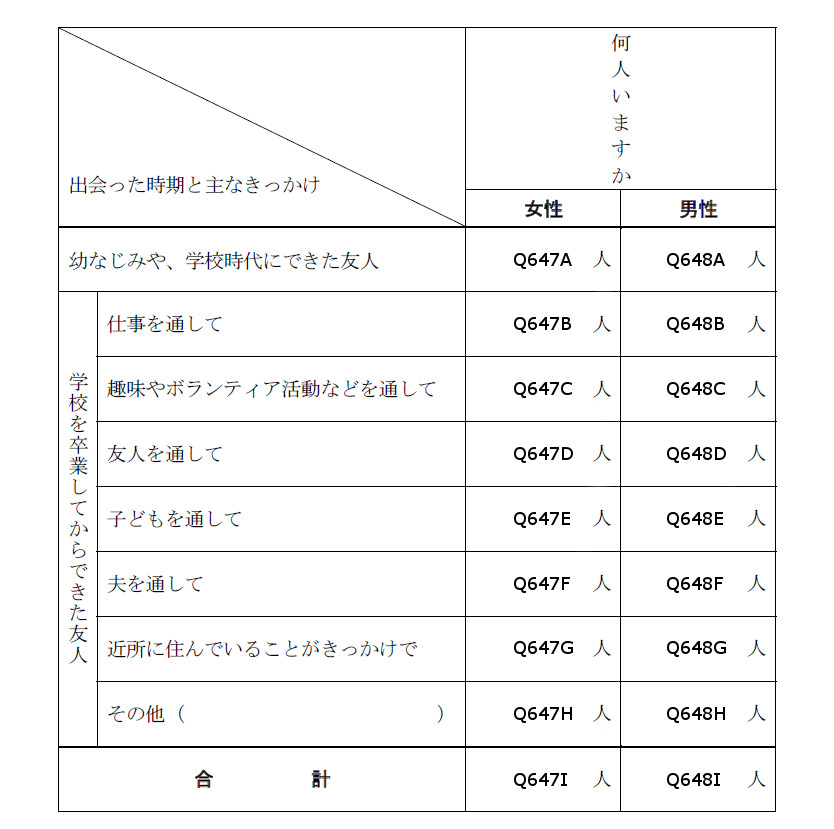 何人いますか
出会った時期と主なきっかけ
女性 男性
幼なじみや、学校時代にできた友人 Q647A 人 Q648A 人
学校を卒業してからできた友人
仕事を通して Q647B 人 Q648B 人
趣味やボランティア活動などを通して Q647C 人 Q648C 人
友人を通して Q647D 人 Q648D 人
子どもを通して Q647E 人 Q648E 人
夫を通して Q647F 人 Q648F 人
近所に住んでいることがきっかけで Q647G 人 Q648G 人
その他（ ） Q647H 人 Q648H 人
合 計 Q647I 人 Q648I 人